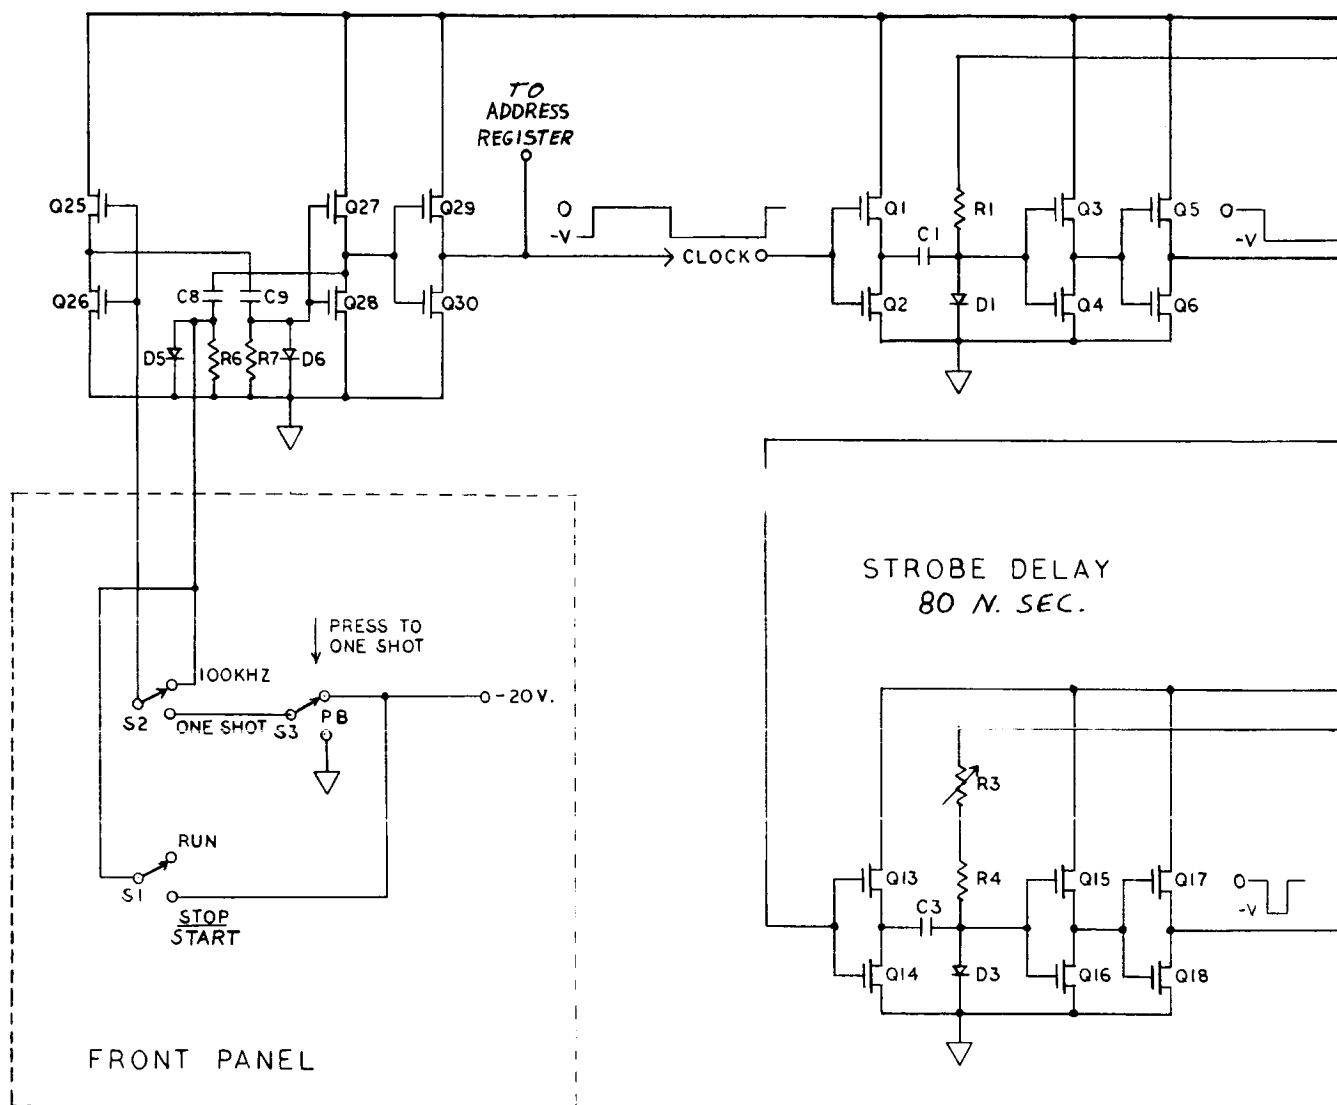 TO
ADDRESS
REGISTER
Q25
Q27
Q29
O
-V
CLOCK
Q1
C1
R1
Q3
Q5
O
-V
Q26
C8
C9
Q28
Q30
Q2
D1
Q4
Q6
D5
R6
R7
D6
PRESS TO
ONE SHOT
100KHZ
-20V.
S2
ONE SHOT
S3
PB
RUN
S1
STOP
START
FRONT PANEL
STROBE DELAY
80 N. SEC.
R3
Q13
R4
Q15
Q17
O
-V
C3
Q14
D3
Q16
Q18